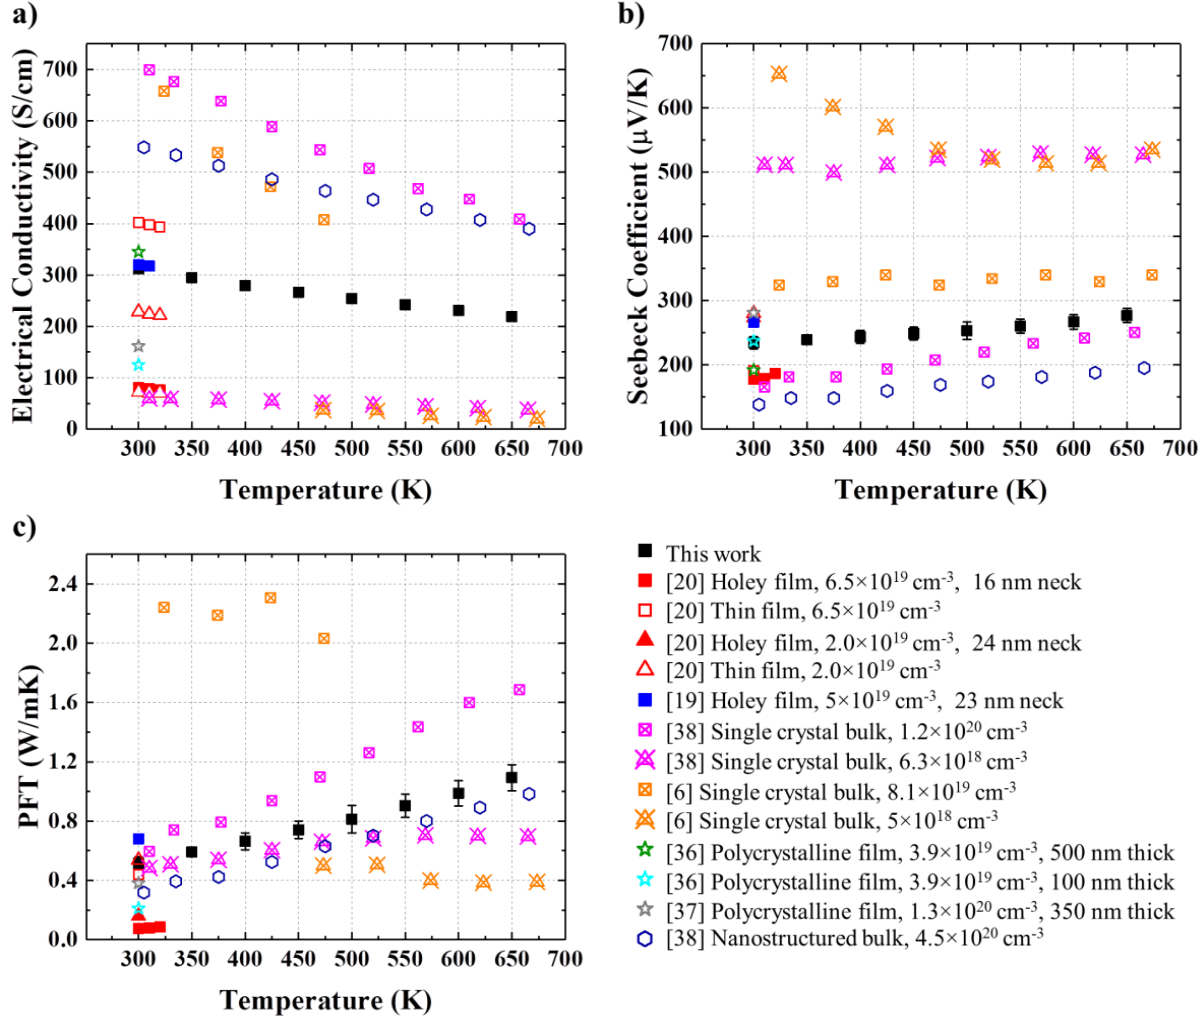 a)
700
600
500
400
300
200
100
0
Electrical Conductivity (S/cm)
300 350 400 450 500 550 600 650 700
Temperature (K)
b)
700
600
500
400
300
200
100
Seebeck Coefficient (μV/K)
300 350 400 450 500 550 600 650 700
Temperature (K)
c)
2.4
2.0
1.6
1.2
0.8
0.4
0.0
PFT (W/mK)
300 350 400 450 500 550 600 650 700
Temperature (K)
This work
[20] Holey film, 6.5×10¹⁹ cm⁻³, 16 nm neck
[20] Thin film, 6.5×10¹⁹ cm⁻³
[20] Holey film, 2.0×10¹⁹ cm⁻³, 24 nm neck
[20] Thin film, 2.0×10¹⁹ cm⁻³
[19] Holey film, 5×10¹⁹ cm⁻³, 23 nm neck
[38] Single crystal bulk, 1.2×10²⁰ cm⁻³
[38] Single crystal bulk, 6.3×10¹⁸ cm⁻³
[6] Single crystal bulk, 8.1×10¹⁹ cm⁻³
[6] Single crystal bulk, 5×10¹⁸ cm⁻³
[36] Polycrystalline film, 3.9×10¹⁹ cm⁻³, 500 nm thick
[36] Polycrystalline film, 3.9×10¹⁹ cm⁻³, 100 nm thick
[37] Polycrystalline film, 1.3×10²⁰ cm⁻³, 350 nm thick
[38] Nanostructured bulk, 4.5×10²⁰ cm⁻³